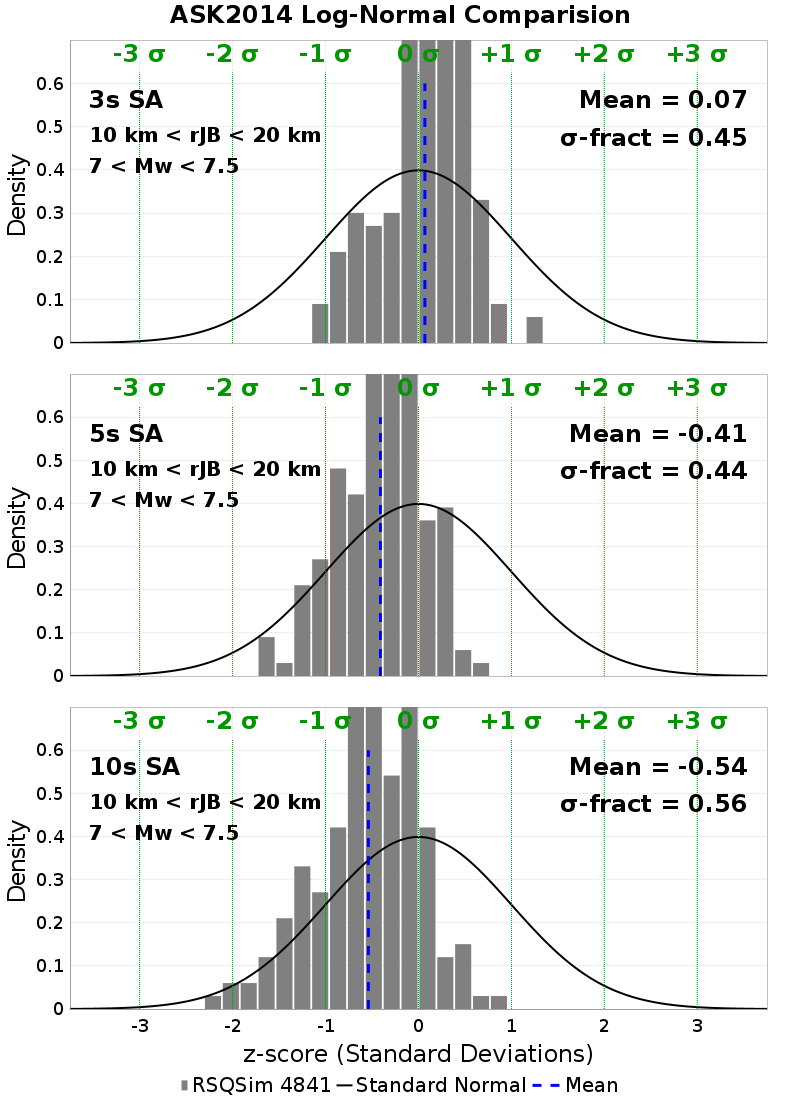 ASK2014 Log-Normal Comparision
-3 σ -2 σ -1 σ 0 σ +1 σ +2 σ +3 σ
3s SA
10 km < rJB < 20 km
7 < Mw < 7.5
Mean = 0.07
σ-fract = 0.45
Density
0.6
0.5
0.4
0.3
0.2
0.1
0
-3 σ -2 σ -1 σ 0 σ +1 σ +2 σ +3 σ
5s SA
10 km < rJB < 20 km
7 < Mw < 7.5
Mean = -0.41
σ-fract = 0.44
Density
0.6
0.5
0.4
0.3
0.2
0.1
0
-3 σ -2 σ -1 σ 0 σ +1 σ +2 σ +3 σ
10s SA
10 km < rJB < 20 km
7 < Mw < 7.5
Mean = -0.54
σ-fract = 0.56
Density
0.6
0.5
0.4
0.3
0.2
0.1
0
-3 -2 -1 0 1 2 3
z-score (Standard Deviations)
RSQSim 4841 Standard Normal Mean